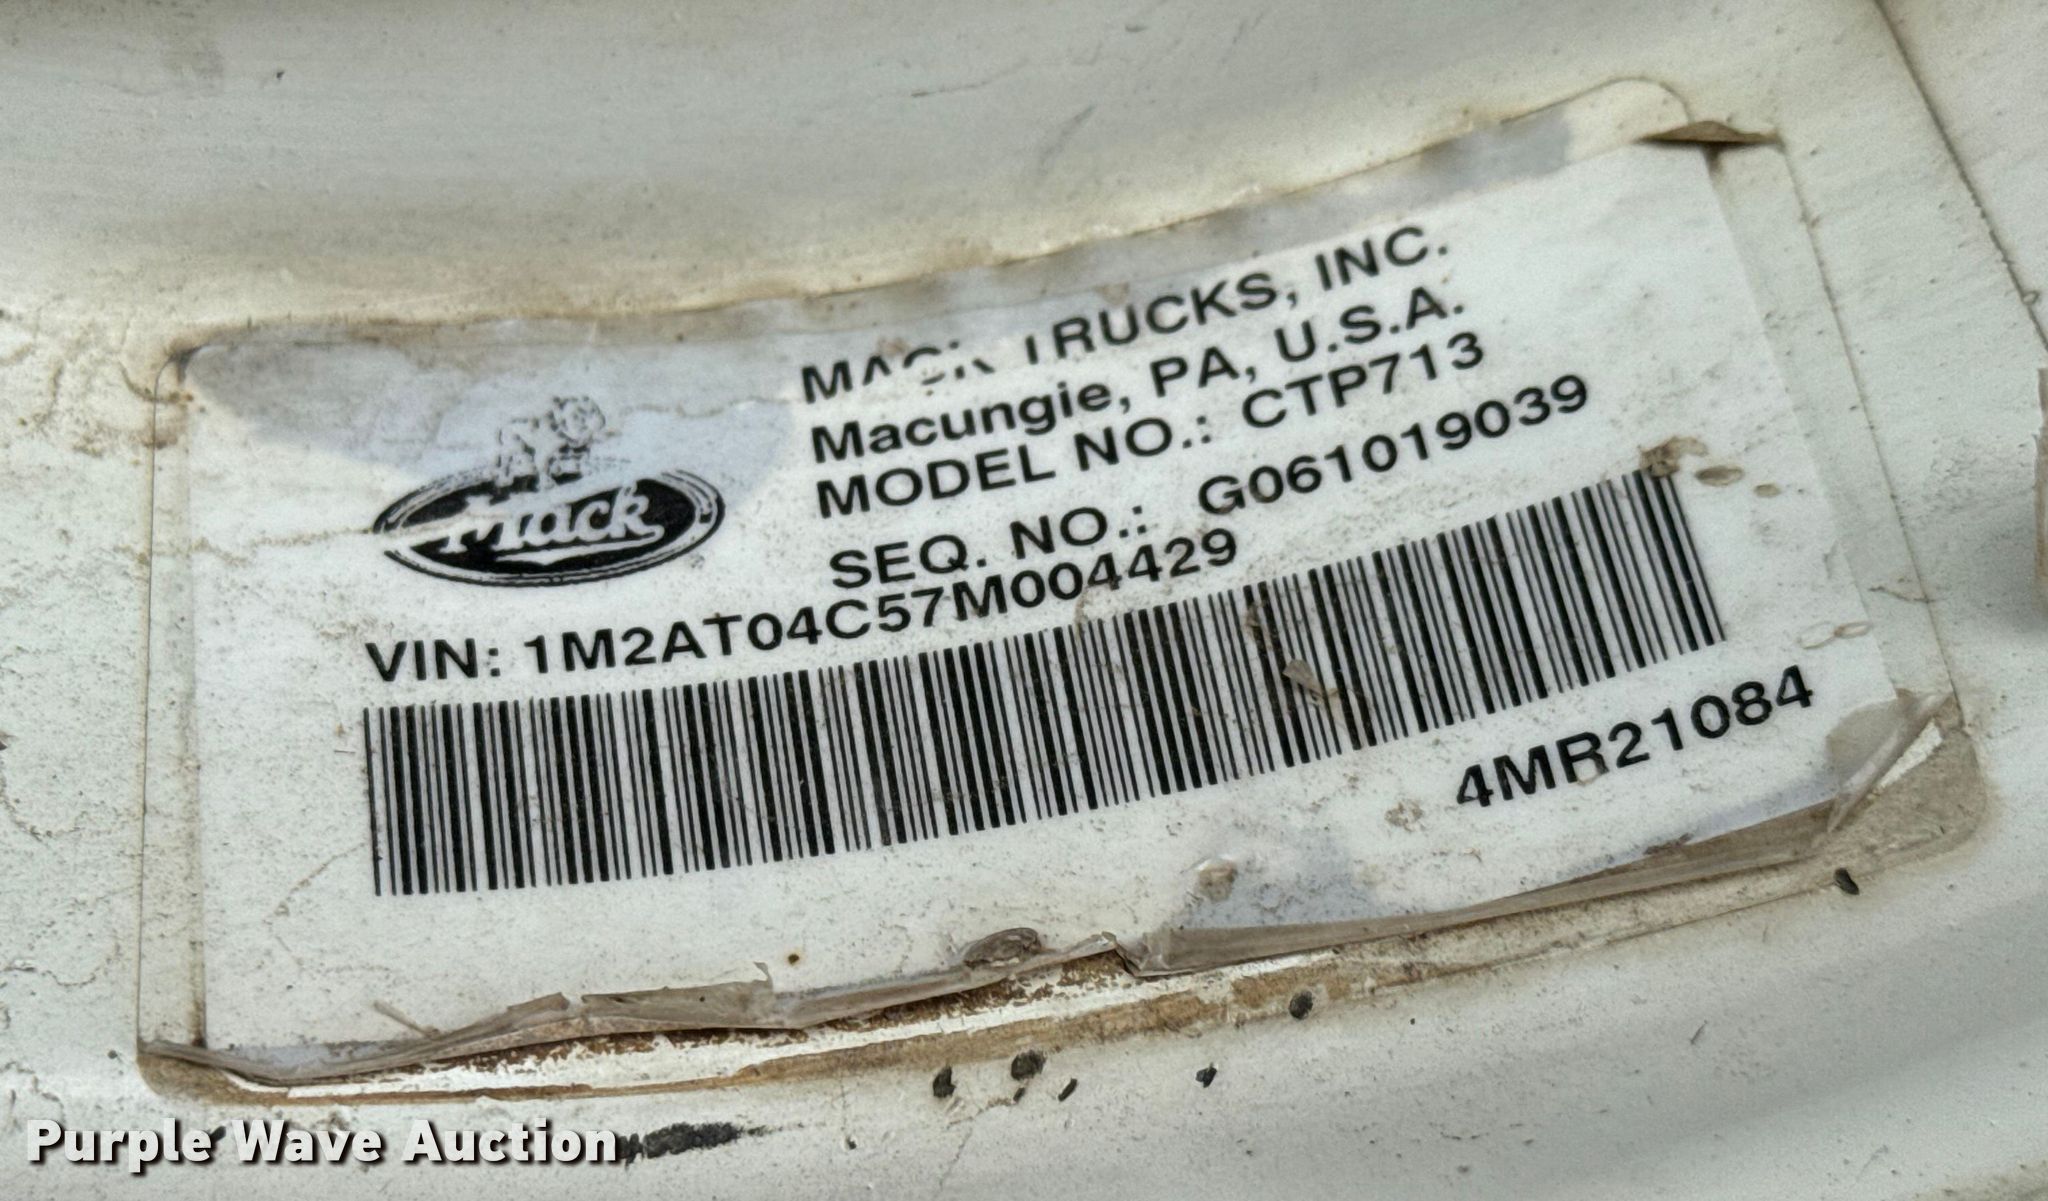 MACK TRUCKS, INC.
Macungie, PA, U.S.A.
MODEL NO.: CTP713
SEQ. NO.: G061019039
Mack
VIN: 1M2AT04C57M004429
4MR21084
Purple Wave Auction